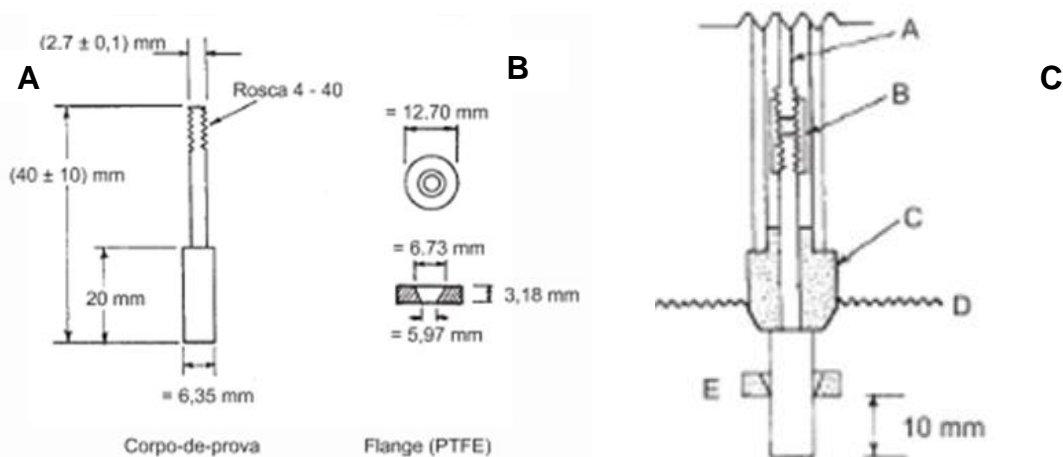 (2.7 ± 0,1) mm
A
B
Rosca 4 - 40
= 12.70 mm
(40 ± 10) mm
= 6.73 mm
20 mm
3,18 mm
= 5,97 mm
= 6,35 mm
Corpo-de-prova
Flange (PTFE)
C
A
B
C
D
E
10 mm